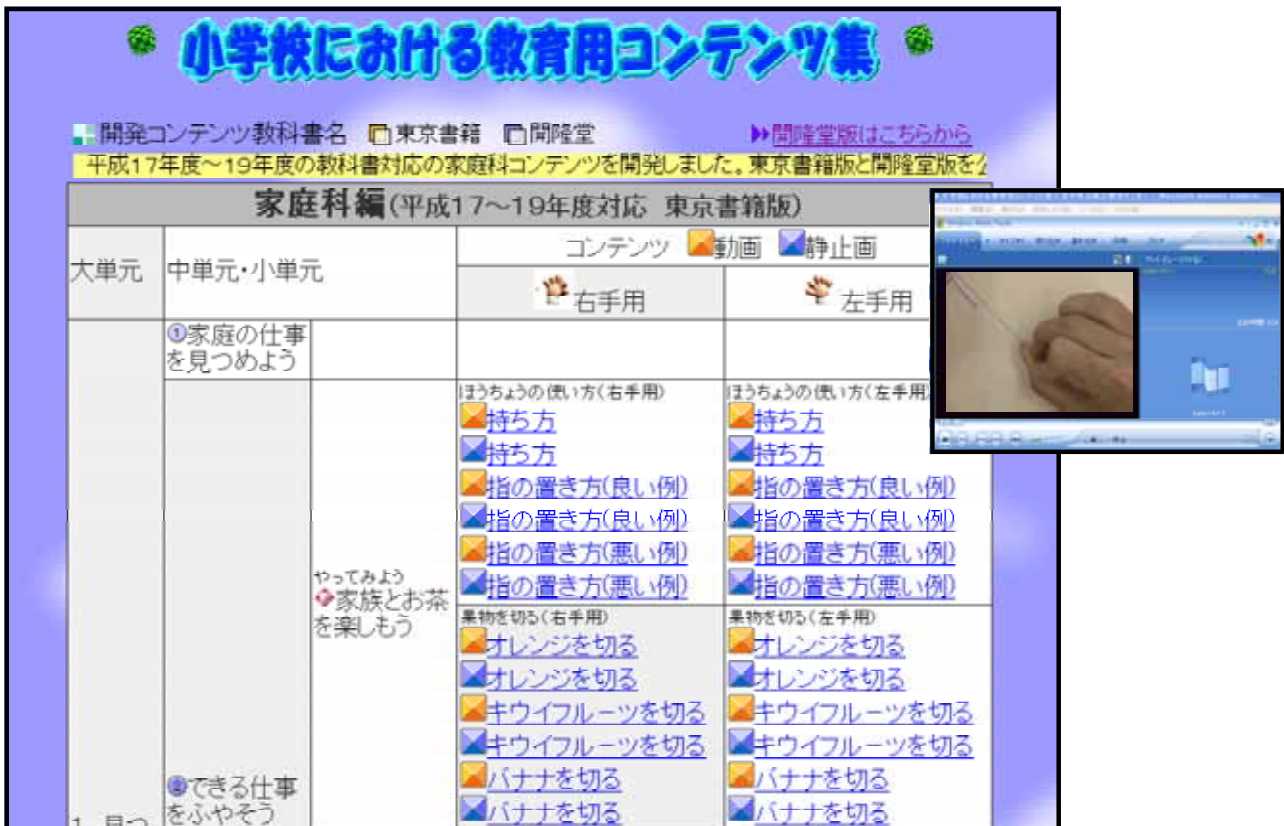 小学校における教育用コンテンツ集
開発コンテンツ教科書名 東京書籍 開隆堂 開隆堂版はこちらから
平成17年度～19年度の教科書対応の家庭科コンテンツを開発しました。東京書籍版と開隆堂版を
家庭科編(平成17～19年度対応 東京書籍版)
大単元 中単元・小単元 コンテンツ 動画 静止画
右手用 左手用
①家庭の仕事
を見つめよう
ほうちょうの使い方(右手用) ほうちょうの使い方(左手用
持ち方 持ち方
持ち方 持ち方
指の置き方(良い例) 指の置き方(良い例)
指の置き方(良い例) 指の置き方(良い例)
指の置き方(悪い例) 指の置き方(悪い例)
指の置き方(悪い例) 指の置き方(悪い例)
やってみよう
家族とお茶
を楽しもう
果物を切る(右手用) 果物を切る(左手用)
オレンジを切る オレンジを切る
オレンジを切る オレンジを切る
キウイフルーツを切る キウイフルーツを切る
キウイフルーツを切る キウイフルーツを切る
バナナを切る バナナを切る
バナナを切る バナナを切る
②できる仕事
をふやそう
1 見つ